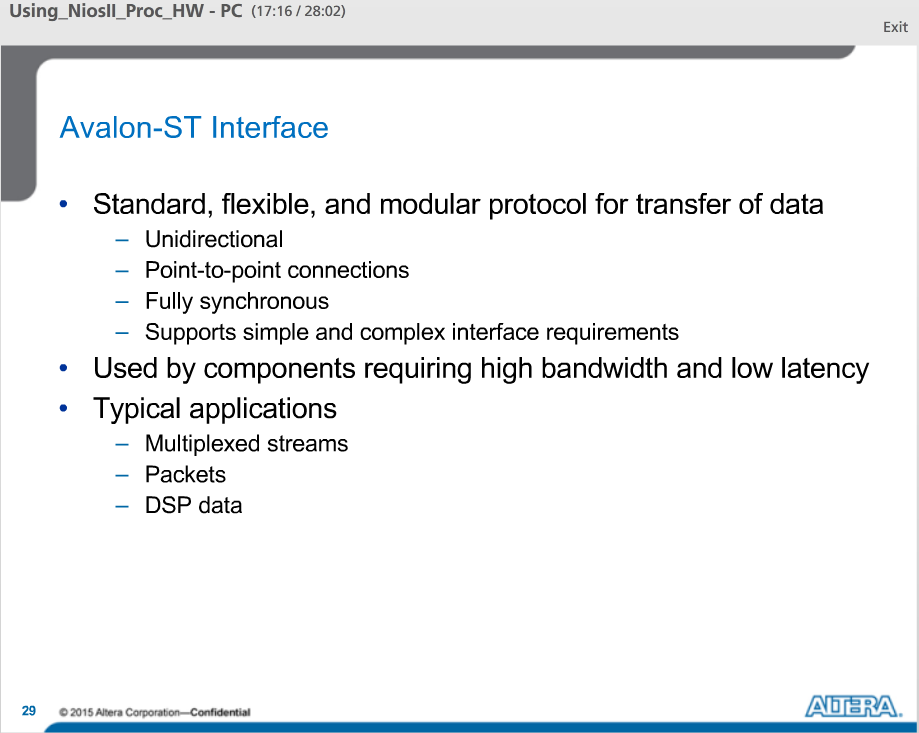 Using_NiosII_Proc_HW - PC (17:16 / 28:02)
Exit
Avalon-ST Interface
• Standard, flexible, and modular protocol for transfer of data
– Unidirectional
– Point-to-point connections
– Fully synchronous
– Supports simple and complex interface requirements
• Used by components requiring high bandwidth and low latency
• Typical applications
– Multiplexed streams
– Packets
– DSP data
29 © 2015 Altera Corporation—Confidential
ALTERA.